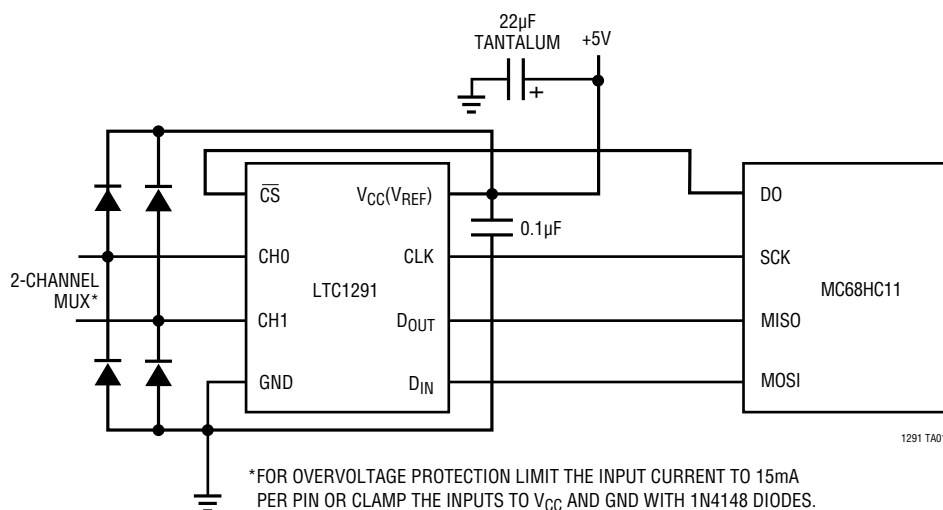 22µF
TANTALUM
+5V
+
CS
VCC(VREF)
DO
0.1µF
CH0
CLK
SCK
2-CHANNEL
MUX*
LTC1291
MC68HC11
CH1
DOUT
MISO
GND
DIN
MOSI
1291 TA01
*FOR OVERVOLTAGE PROTECTION LIMIT THE INPUT CURRENT TO 15mA
PER PIN OR CLAMP THE INPUTS TO VCC AND GND WITH 1N4148 DIODES.